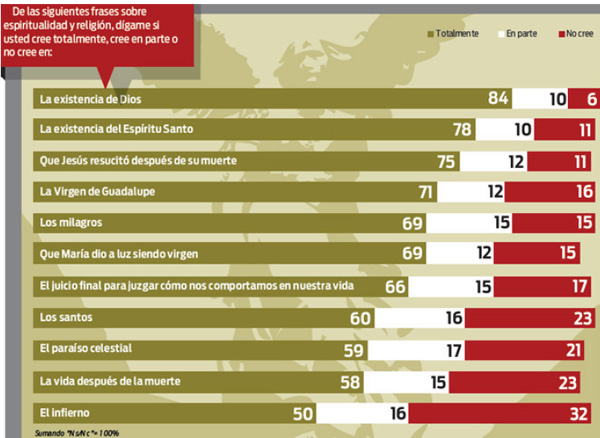 De las siguientes frases sobre
espiritualidad y religión, dígame si
usted cree totalmente, cree en parte o
no cree en:
Totalmente En parte No cree
La existencia de Dios 84 10 6
La existencia del Espíritu Santo 78 10 11
Que Jesús resucitó después de su muerte 75 12 11
La Virgen de Guadalupe 71 12 16
Los milagros 69 15 15
Que María dio a luz siendo virgen 69 12 15
El juicio final para juzgar cómo nos comportamos en nuestra vida 66 15 17
Los santos 60 16 23
El paraíso celestial 59 17 21
La vida después de la muerte 58 15 23
El infierno 50 16 32
Sumando "Ns/Nc"= 100%